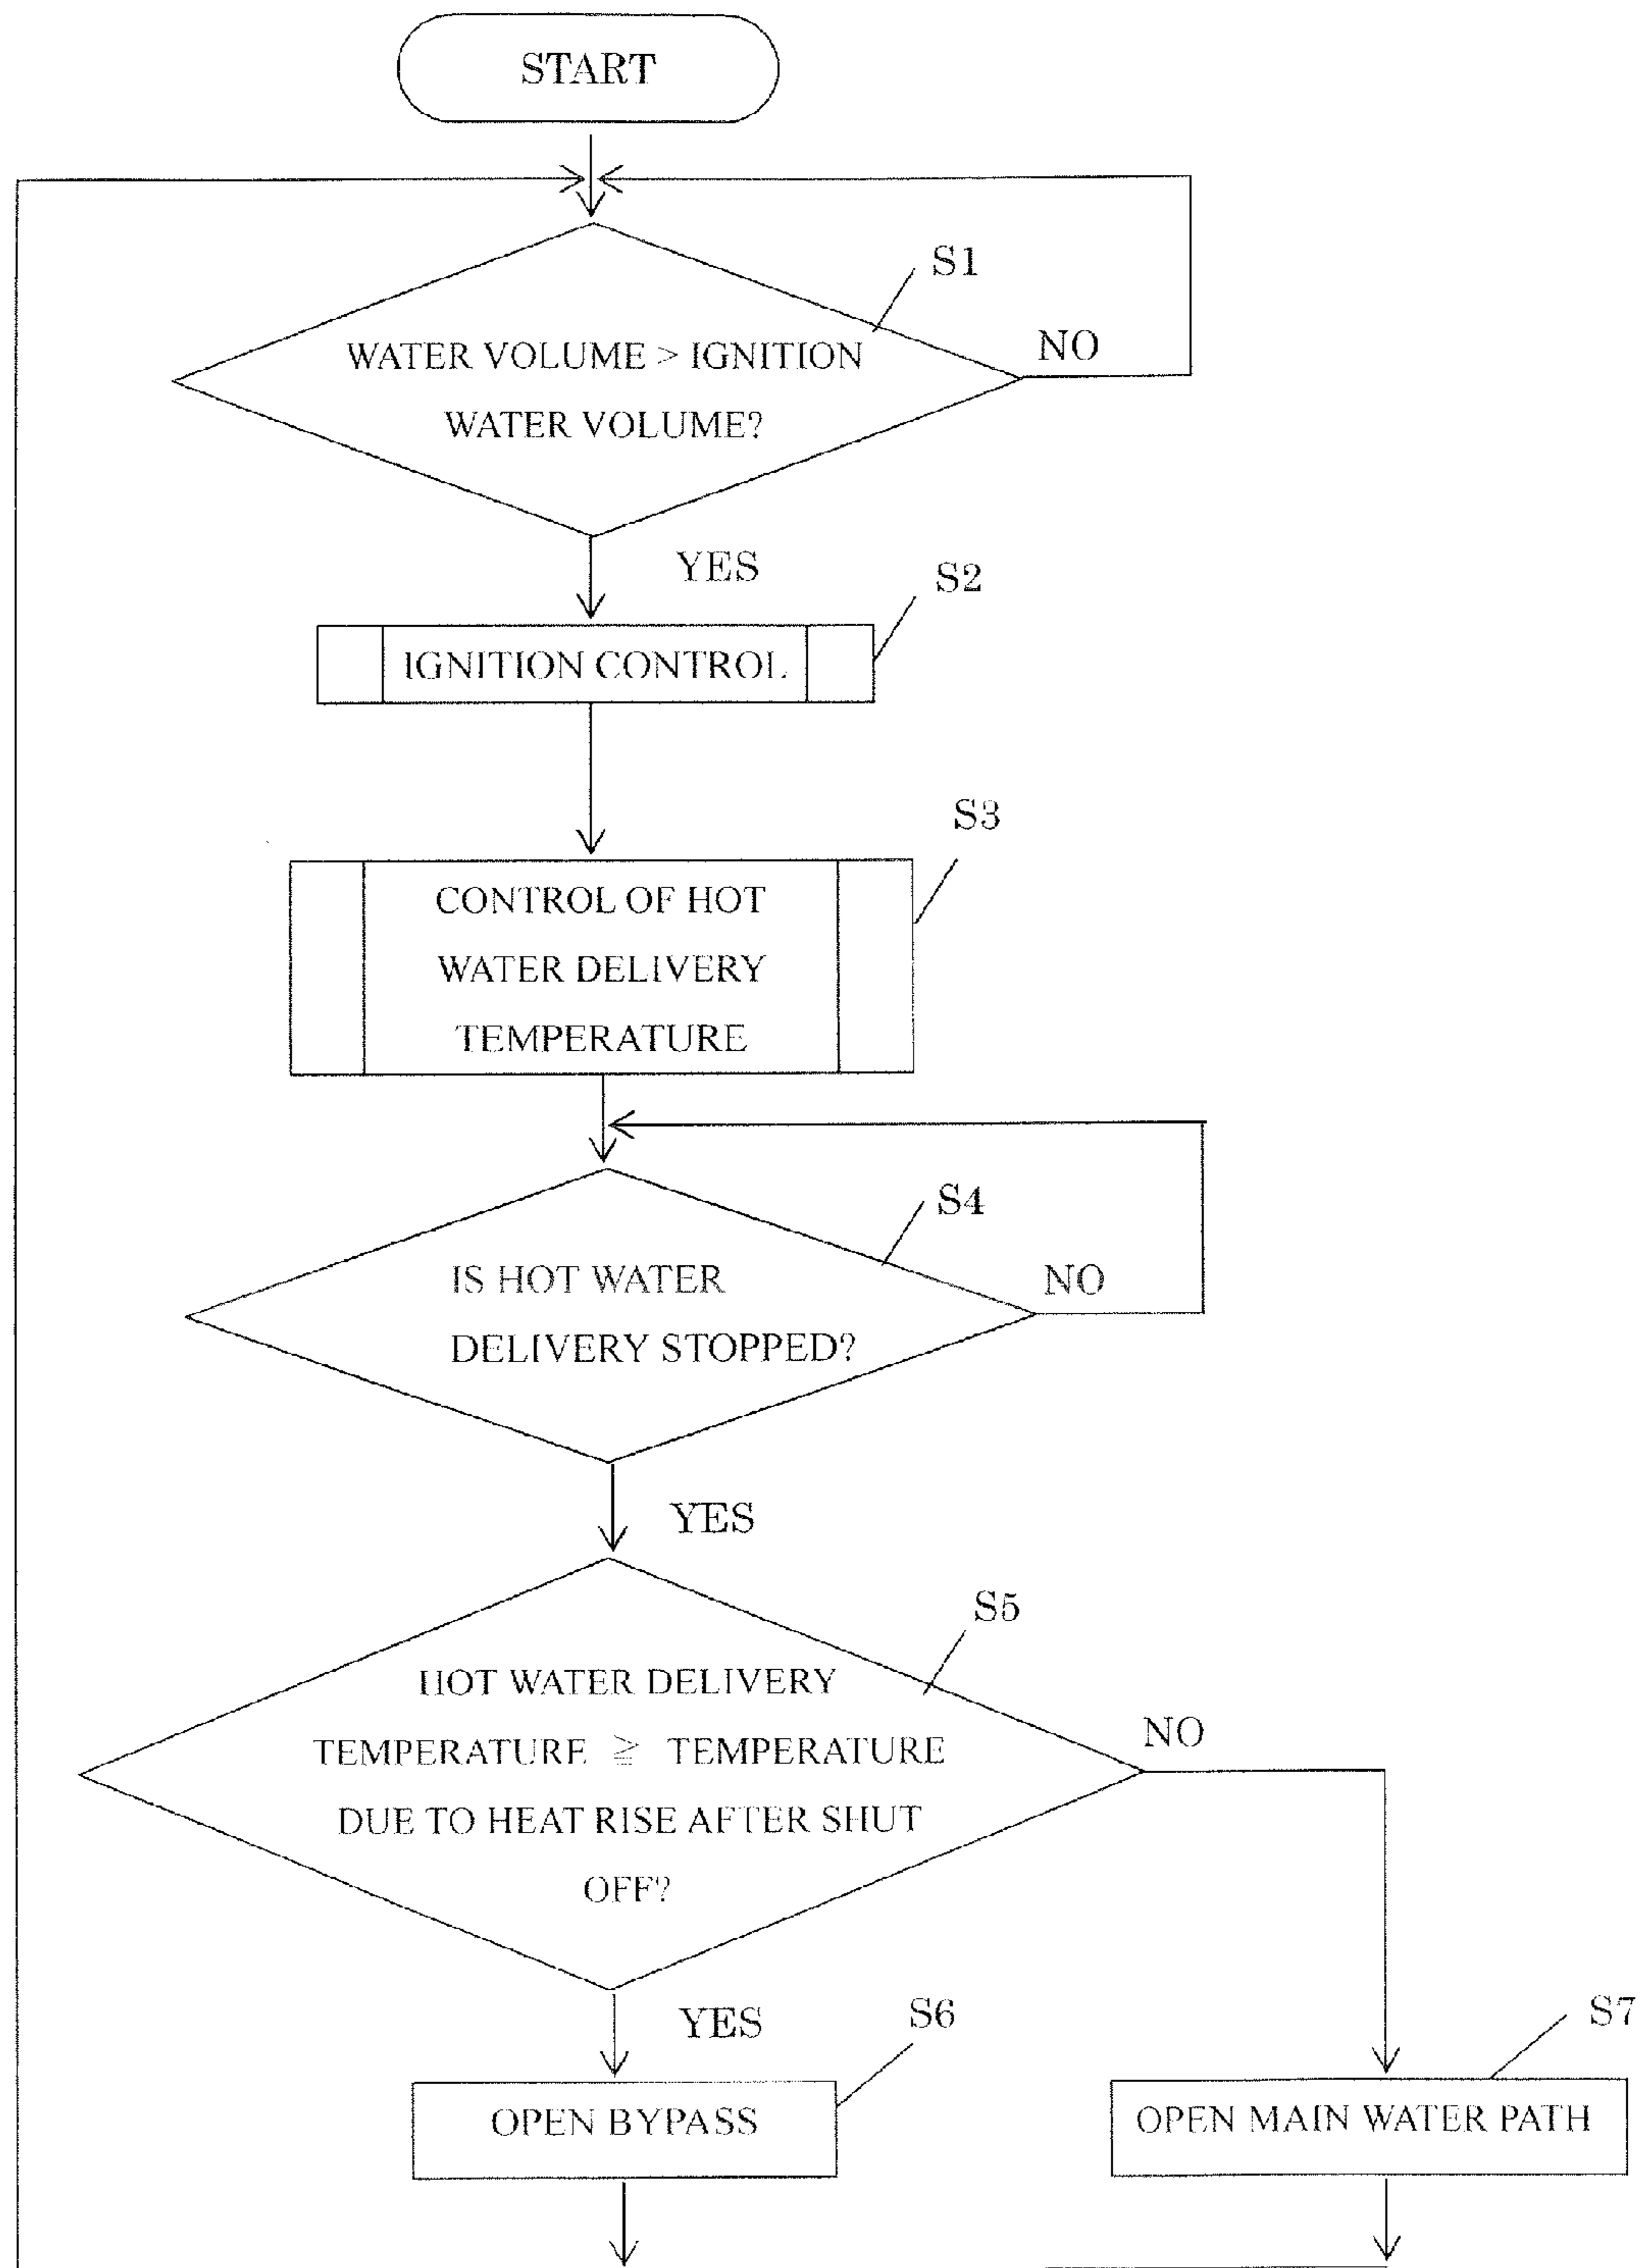 START
S1
WATER VOLUME > IGNITION
WATER VOLUME?
NO
YES
S2
IGNITION CONTROL
S3
CONTROL OF HOT
WATER DELIVERY
TEMPERATURE
S4
IS HOT WATER
DELIVERY STOPPED?
NO
YES
S5
HOT WATER DELIVERY
TEMPERATURE ≧ TEMPERATURE
DUE TO HEAT RISE AFTER SHUT
OFF?
NO
YES
S6
S7
OPEN BYPASS
OPEN MAIN WATER PATH